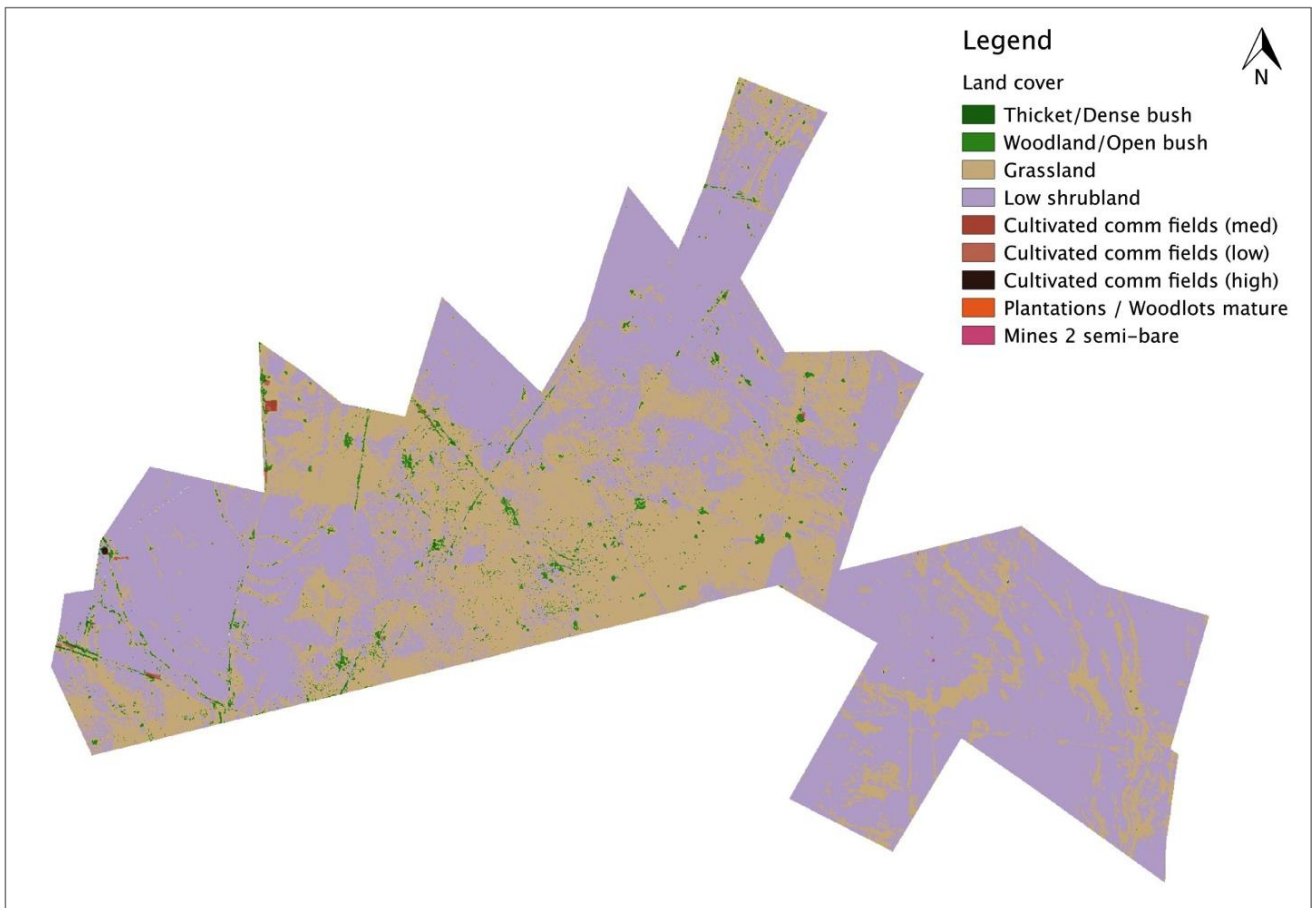 Legend
N
Land cover
Thicket/Dense bush
Woodland/Open bush
Grassland
Low shrubland
Cultivated comm fields (med)
Cultivated comm fields (low)
Cultivated comm fields (high)
Plantations / Woodlots mature
Mines 2 semi-bare